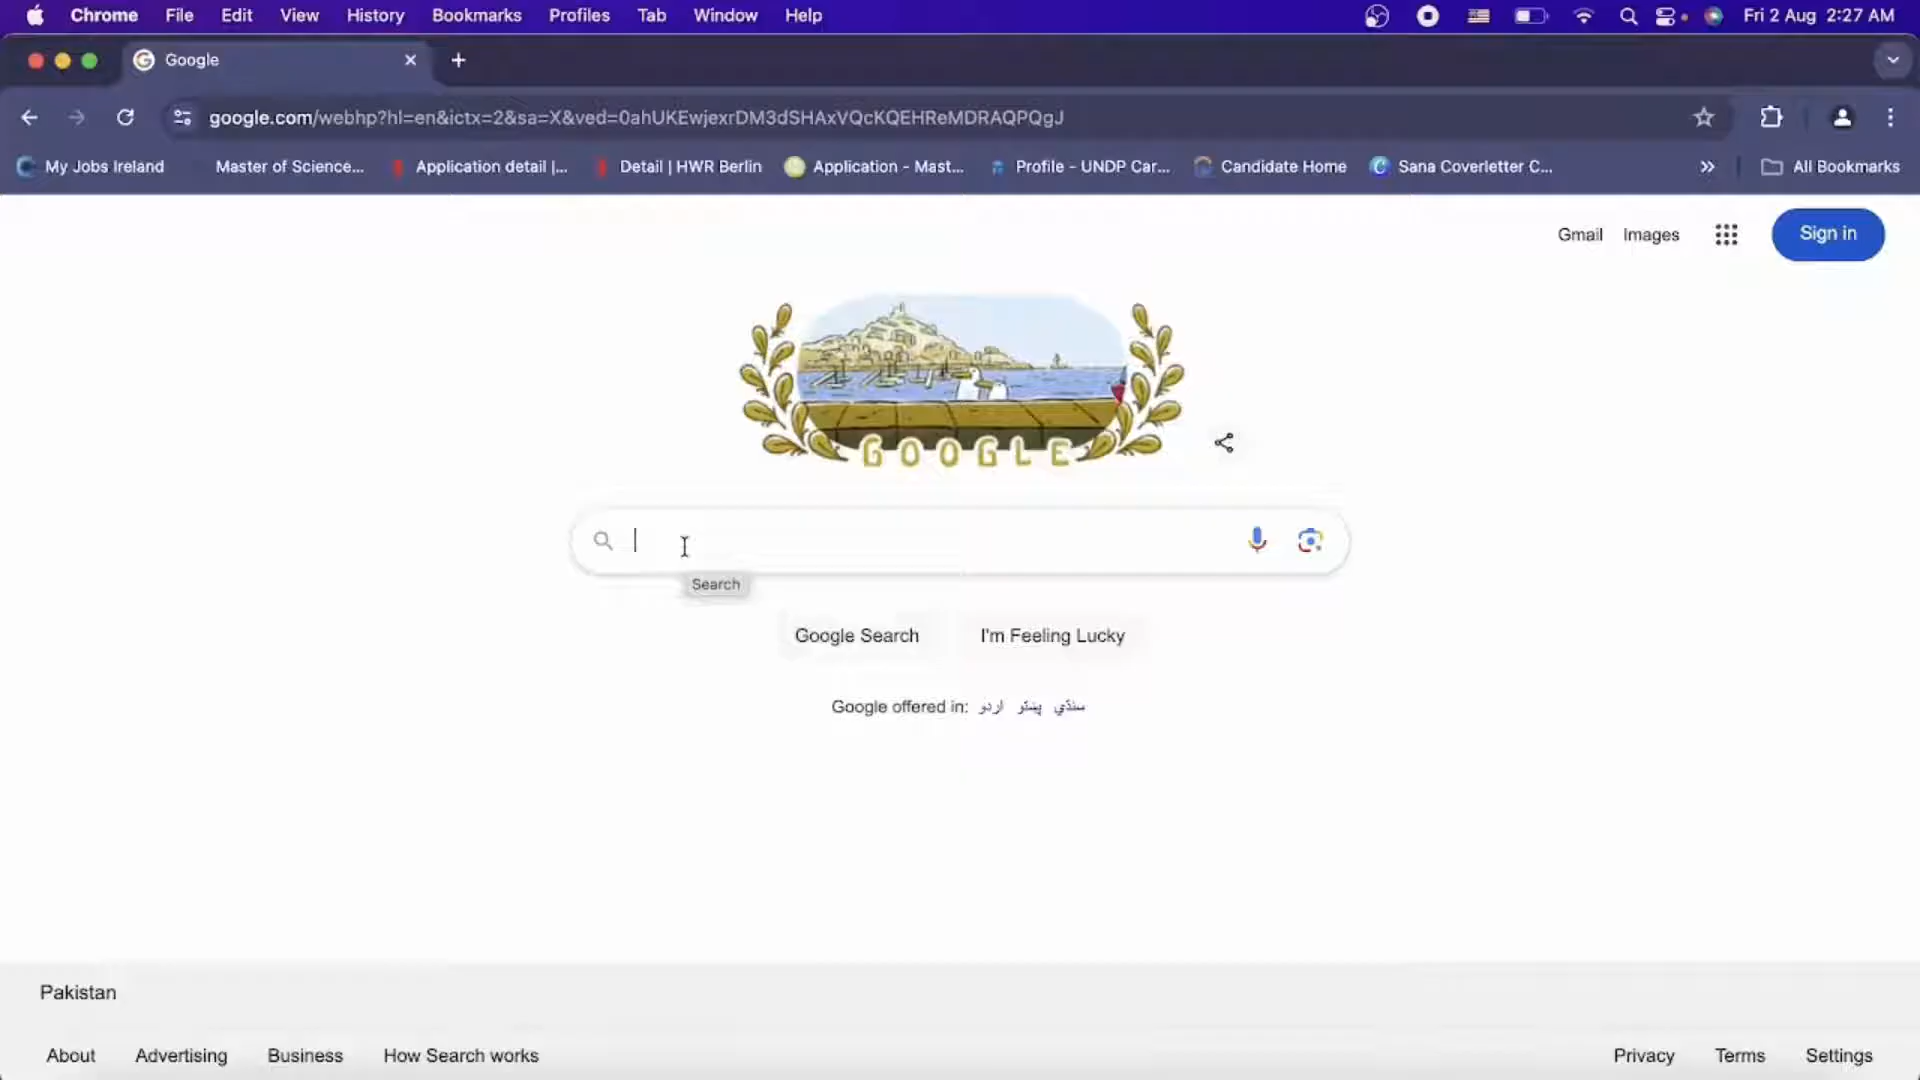 Chrome File Edit View History Bookmarks Profiles Tab Window Help Fri 2 Aug 2:27 AM
Google
google.com/webhp?hl=en&ictx=2&sa=X&ved=0ahUKEwjexrDM3dSHAxVQcKQEHReMDRAQPQgJ
My Jobs Ireland Master of Science... Application detail |... Detail | HWR Berlin Application - Mast... Profile - UNDP Car... Candidate Home Sana Coverletter C... » All Bookmarks
Gmail Images Sign in
GOOGLE
Search
Google Search I'm Feeling Lucky
Google offered in: اردو پښتو سنڌي
Pakistan
About Advertising Business How Search works Privacy Terms Settings